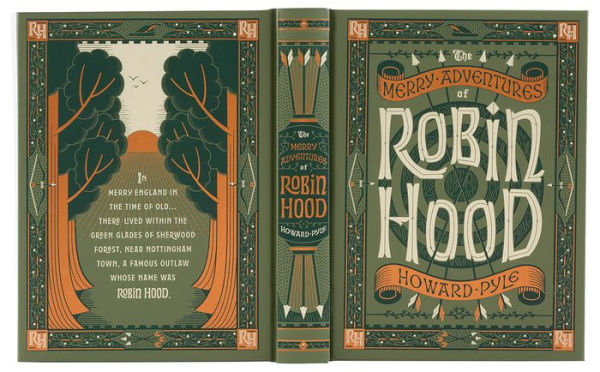 RH
RH
IN
MERRY ENGLAND IN
THE TIME OF OLD...
THERE LIVED WITHIN THE
GREEN GLADES OF SHERWOOD
FOREST, NEAR NOTTINGHAM
TOWN, A FAMOUS OUTLAW
WHOSE NAME WAS
ROBIN HOOD.
RH
RH
The
MERRY
ADVENTURES
of
ROBIN
HOOD
HOWARD·PYLE
RH
RH
The
MERRY·ADVENTURES
of
ROBIN
HOOD
HOWARD·PYLE
RH
RH